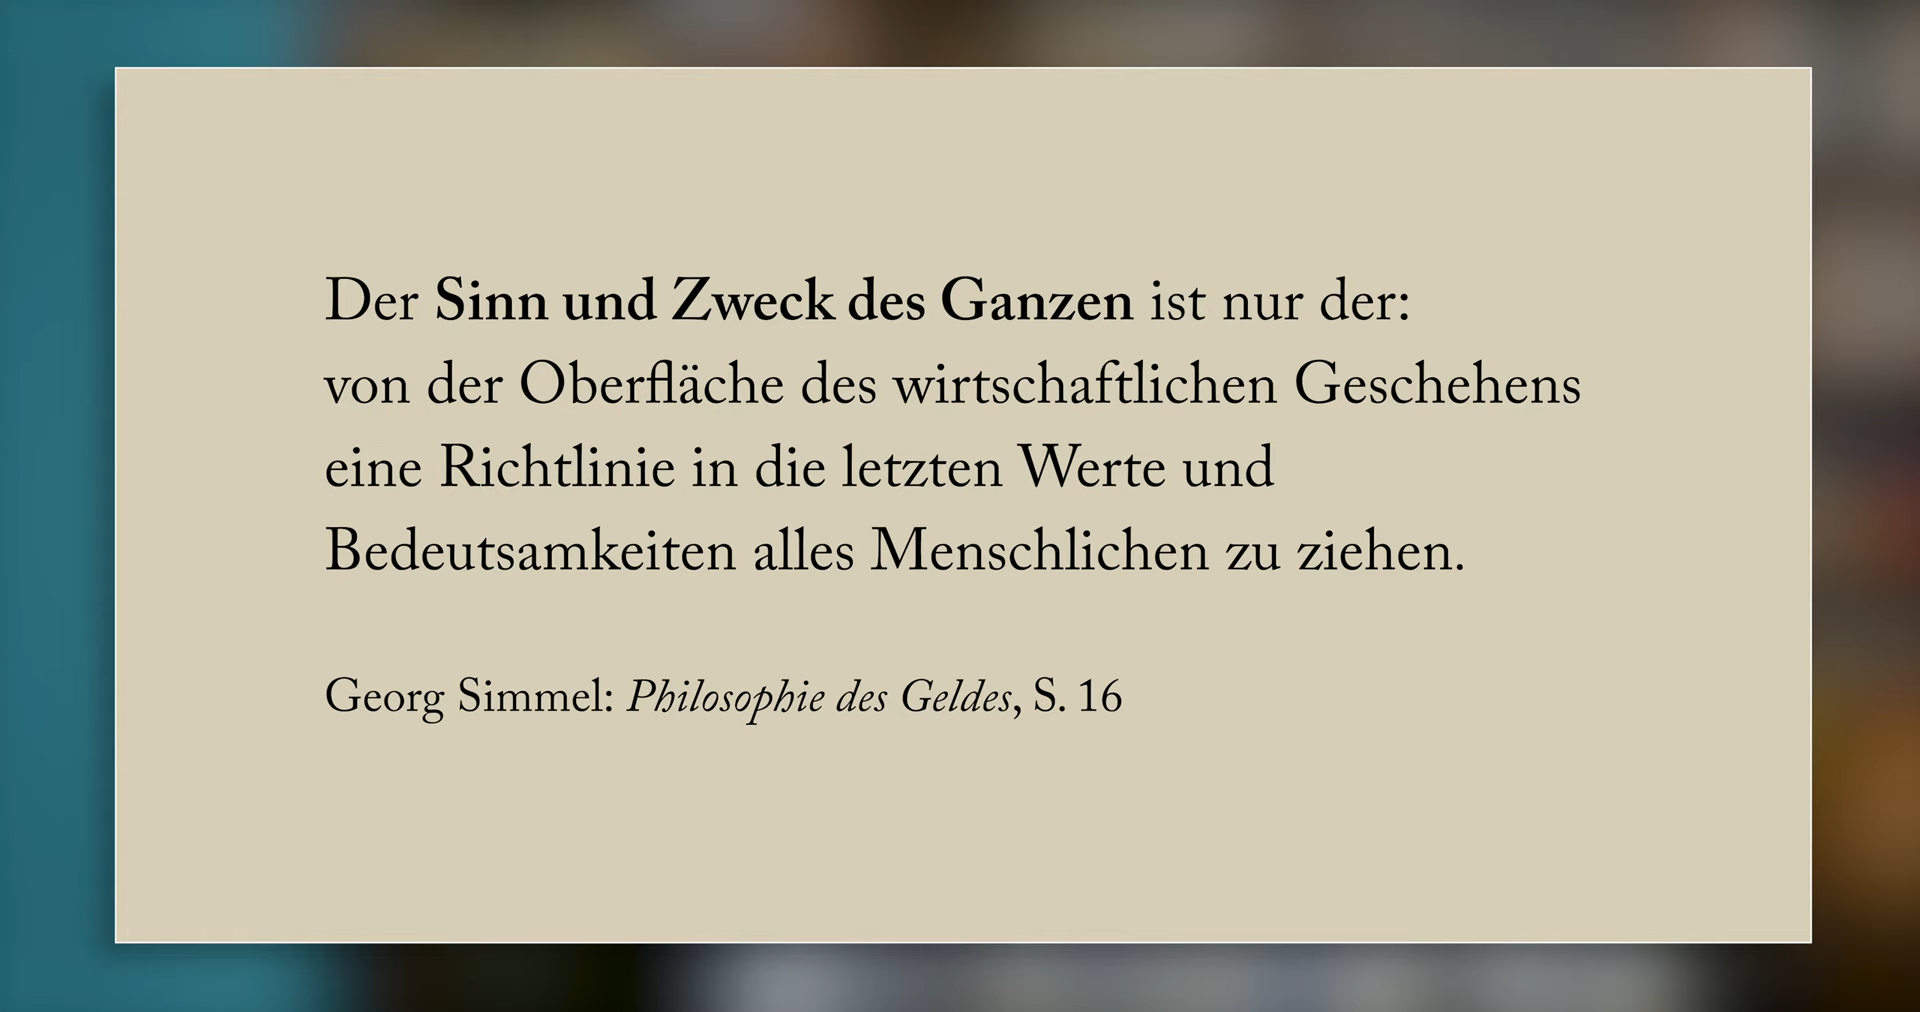 Der Sinn und Zweck des Ganzen ist nur der:
von der Oberfläche des wirtschaftlichen Geschehens
eine Richtlinie in die letzten Werte und
Bedeutsamkeiten alles Menschlichen zu ziehen.
Georg Simmel: Philosophie des Geldes, S. 16